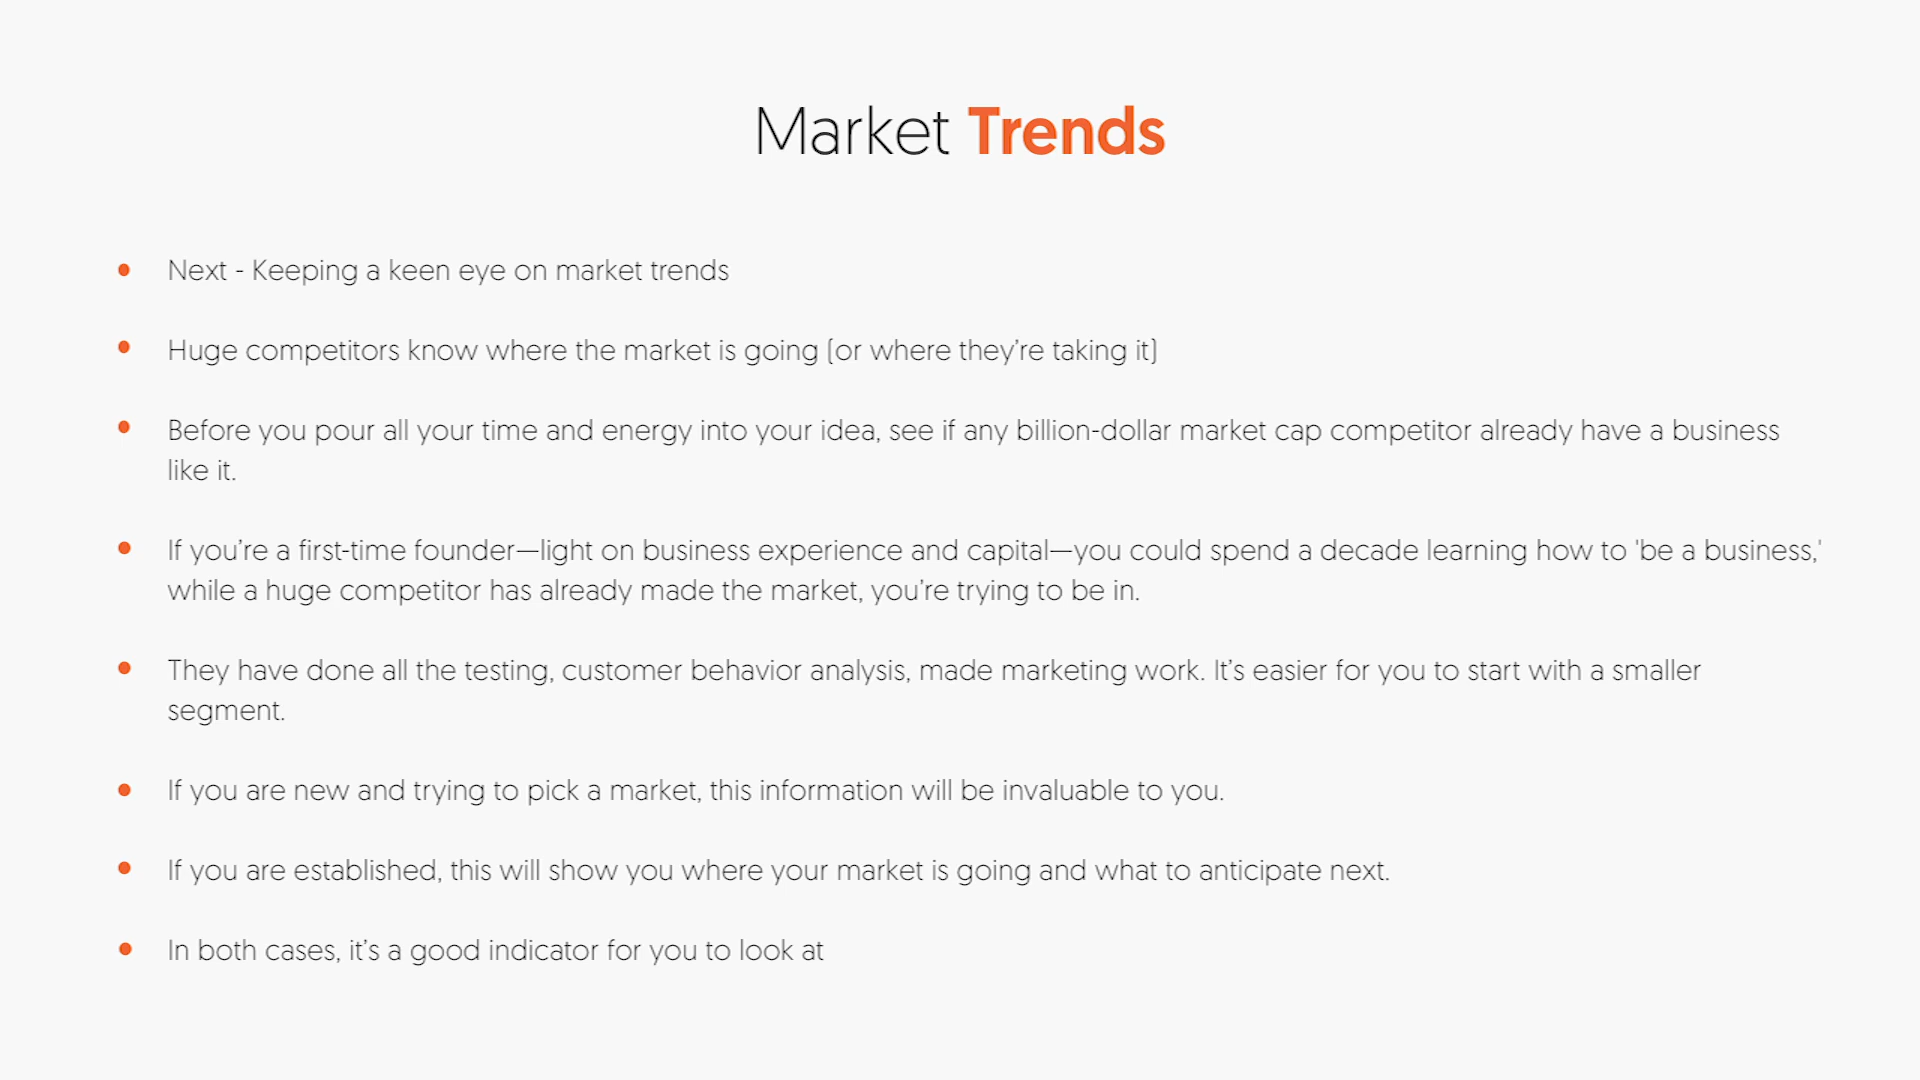 Market Trends
• Next - Keeping a keen eye on market trends
• Huge competitors know where the market is going (or where they're taking it)
• Before you pour all your time and energy into your idea, see if any billion-dollar market cap competitor already have a business
like it.
• If you're a first-time founder—light on business experience and capital—you could spend a decade learning how to 'be a business,'
while a huge competitor has already made the market, you're trying to be in.
• They have done all the testing, customer behavior analysis, made marketing work. It's easier for you to start with a smaller
segment.
• If you are new and trying to pick a market, this information will be invaluable to you.
• If you are established, this will show you where your market is going and what to anticipate next.
• In both cases, it's a good indicator for you to look at